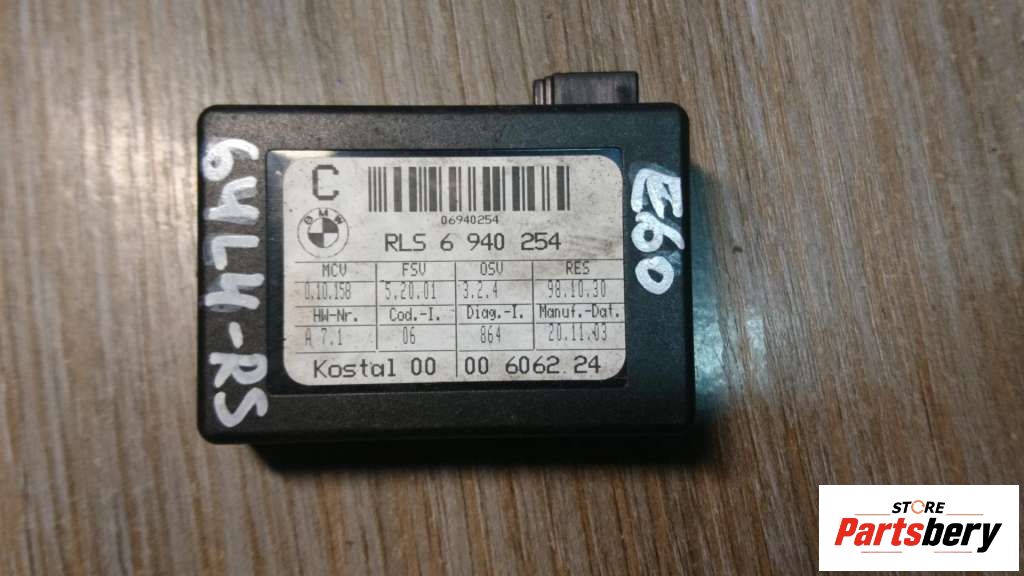 64L4-RS
C
06940254
BMW
RLS 6 940 254
MCV FSV OSV RES
0.10.158 5.20.01 3.2.4 98.10.30
HW-Nr. Cod.-I. Diag.-I. Manuf.-Dat.
A 7.1 06 864 20.11.03
Kostal 00 00 6062 24
E60
STORE
Partsbery